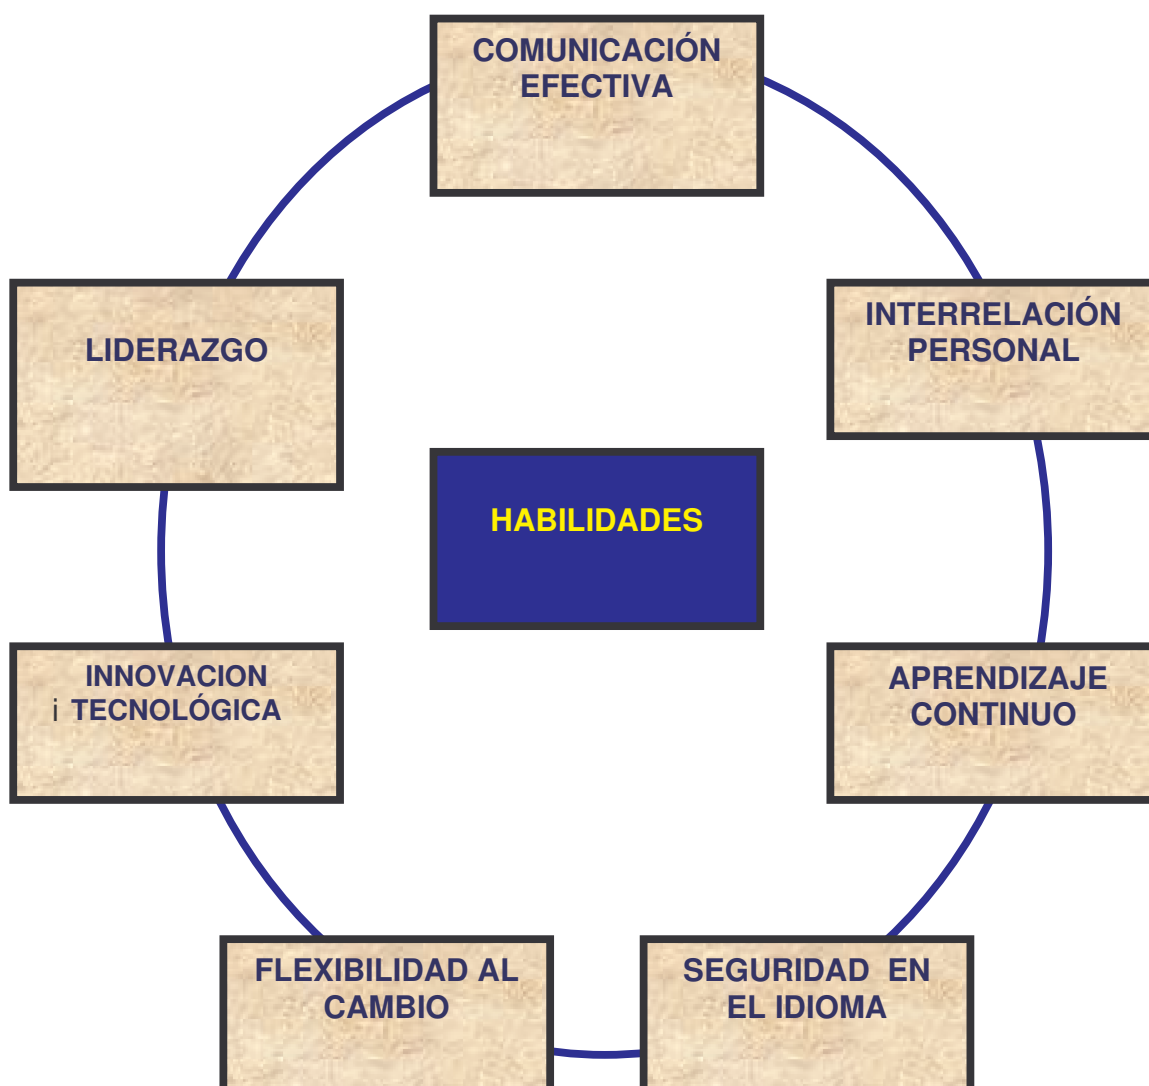 COMUNICACIÓN
EFECTIVA
INTERRELACIÓN
PERSONAL
LIDERAZGO
HABILIDADES
INNOVACION
i TECNOLÓGICA
APRENDIZAJE
CONTINUO
FLEXIBILIDAD AL
CAMBIO
SEGURIDAD EN
EL IDIOMA